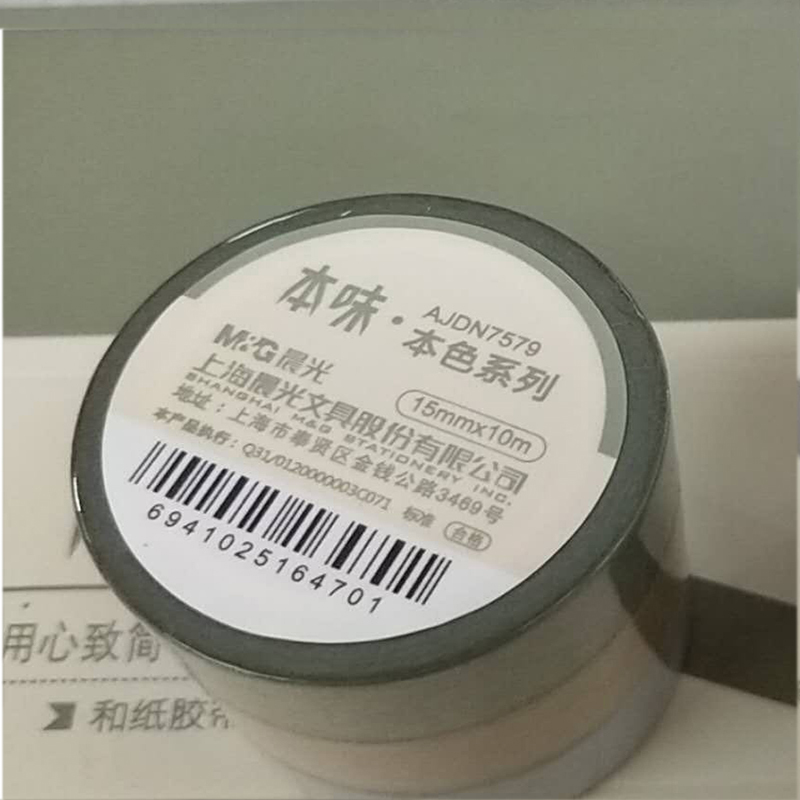 本味·本色系列
AJDN7579
M&G晨光
15mmx10m
上海晨光文具股份有限公司
SHANGHAI M&G STATIONERY INC.
地址：上海市奉贤区金钱公路3469号
本产品执行：Q31/0120000003C071 标准 合格
6941025164701
用心致简
和纸胶